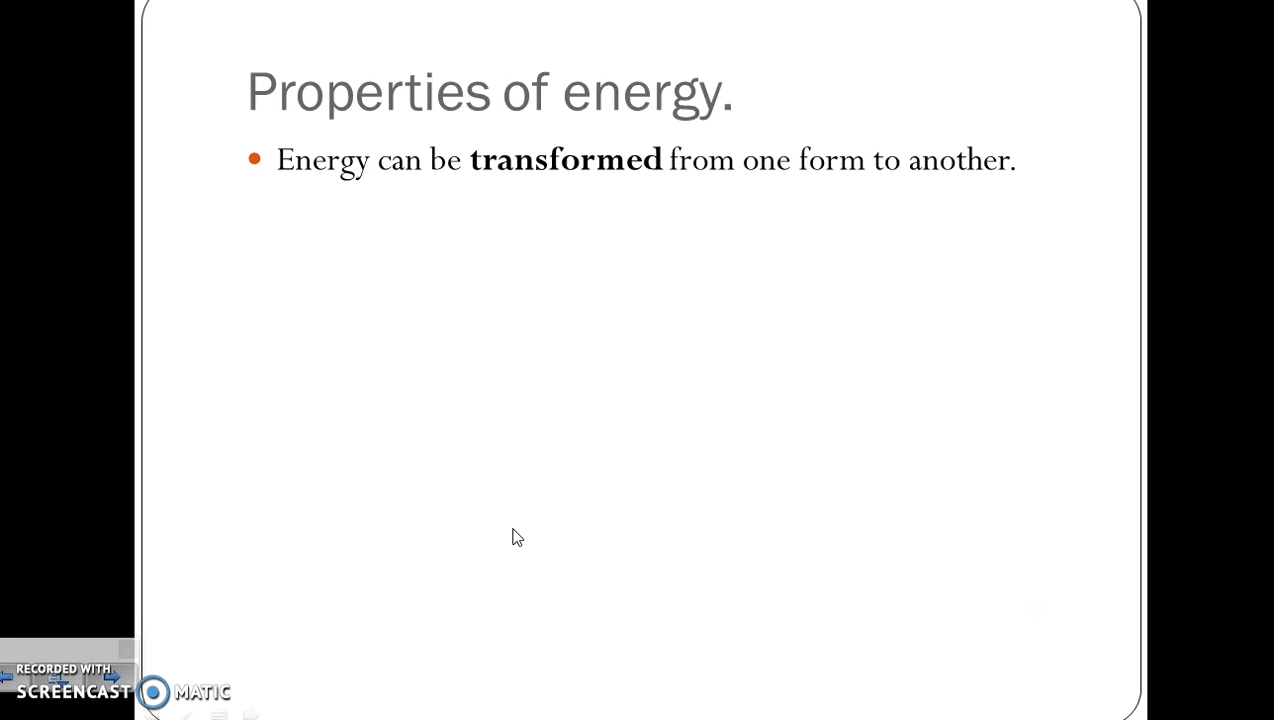 Properties of energy.
• Energy can be transformed from one form to another.
RECORDED WITH
SCREENCAST MATIC